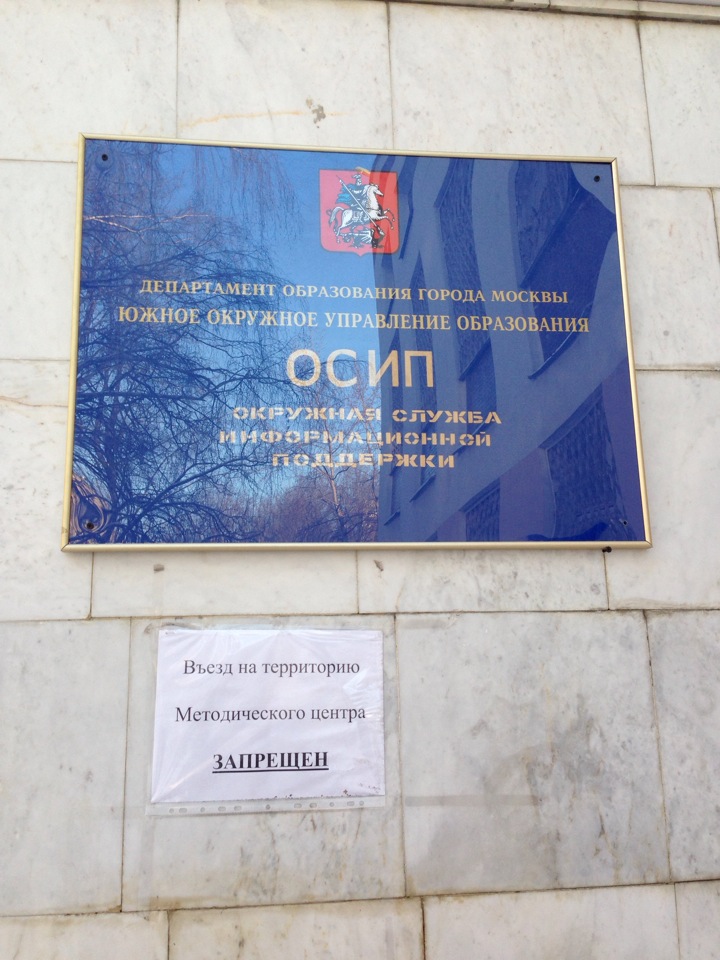 ДЕПАРТАМЕНТ ОБРАЗОВАНИЯ ГОРОДА МОСКВЫ
ЮЖНОЕ ОКРУЖНОЕ УПРАВЛЕНИЕ ОБРАЗОВАНИЯ
ОСИП
ОКРУЖНАЯ СЛУЖБА
ИНФОРМАЦИОННОЙ
ПОДДЕРЖКИ
Въезд на территорию
Методического центра
ЗАПРЕЩЕН